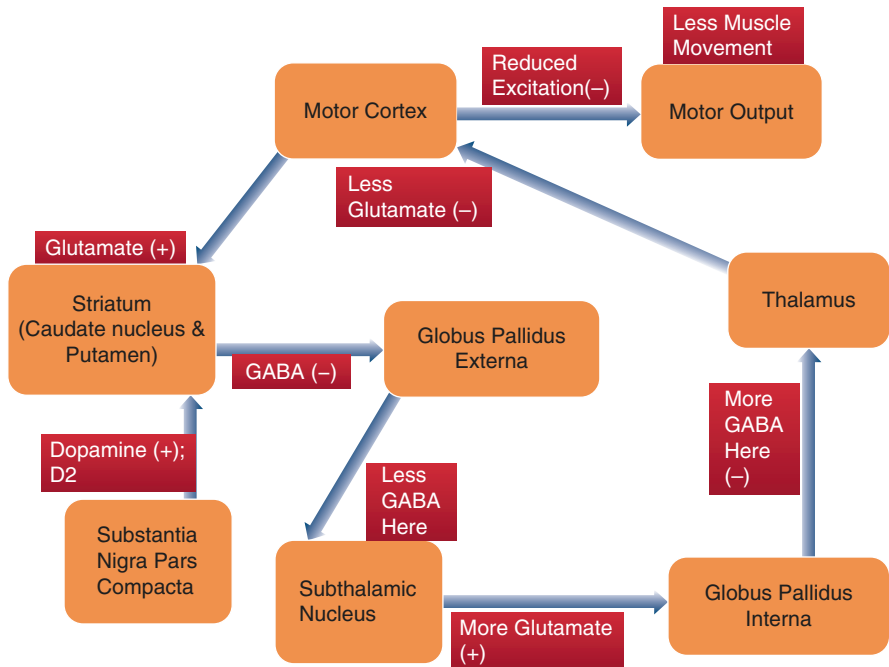 Less Muscle
Movement
Reduced
Excitation(–)
Motor Cortex
Motor Output
Less
Glutamate (–)
Glutamate (+)
Striatum
(Caudate nucleus &
Putamen)
Globus Pallidus
Externa
Thalamus
GABA (–)
More
GABA
Here
(–)
Dopamine (+);
D2
Less
GABA
Here
Substantia
Nigra Pars
Compacta
Subthalamic
Nucleus
Globus Pallidus
Interna
More Glutamate
(+)